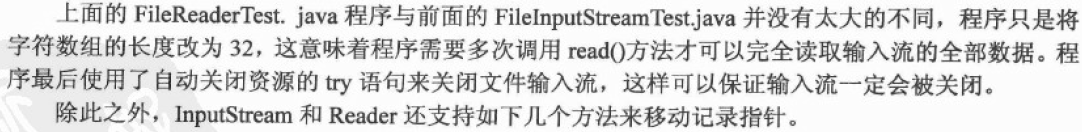 上面的 FileReaderTest. java 程序与前面的 FileInputStreamTest.java 并没有太大的不同，程序只是将
字符数组的长度改为 32，这意味着程序需要多次调用 read()方法才可以完全读取输入流的全部数据。程
序最后使用了自动关闭资源的 try 语句来关闭文件输入流，这样可以保证输入流一定会被关闭。
除此之外，InputStream 和 Reader 还支持如下几个方法来移动记录指针。